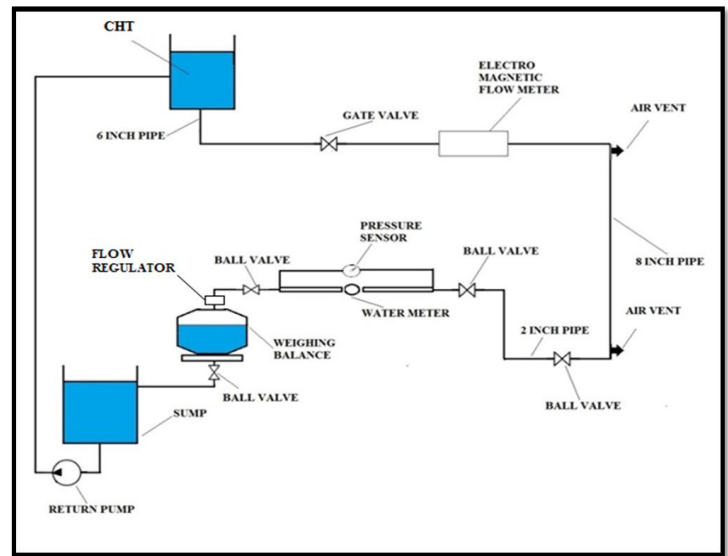 CHT
ELECTRO
MAGNETIC
FLOW METER
AIR VENT
GATE VALVE
6 INCH PIPE
PRESSURE
SENSOR
FLOW
REGULATOR
BALL VALVE
BALL VALVE
8 INCH PIPE
WATER METER
AIR VENT
WEIGHING
BALANCE
2 INCH PIPE
BALL VALVE
BALL VALVE
SUMP
RETURN PUMP